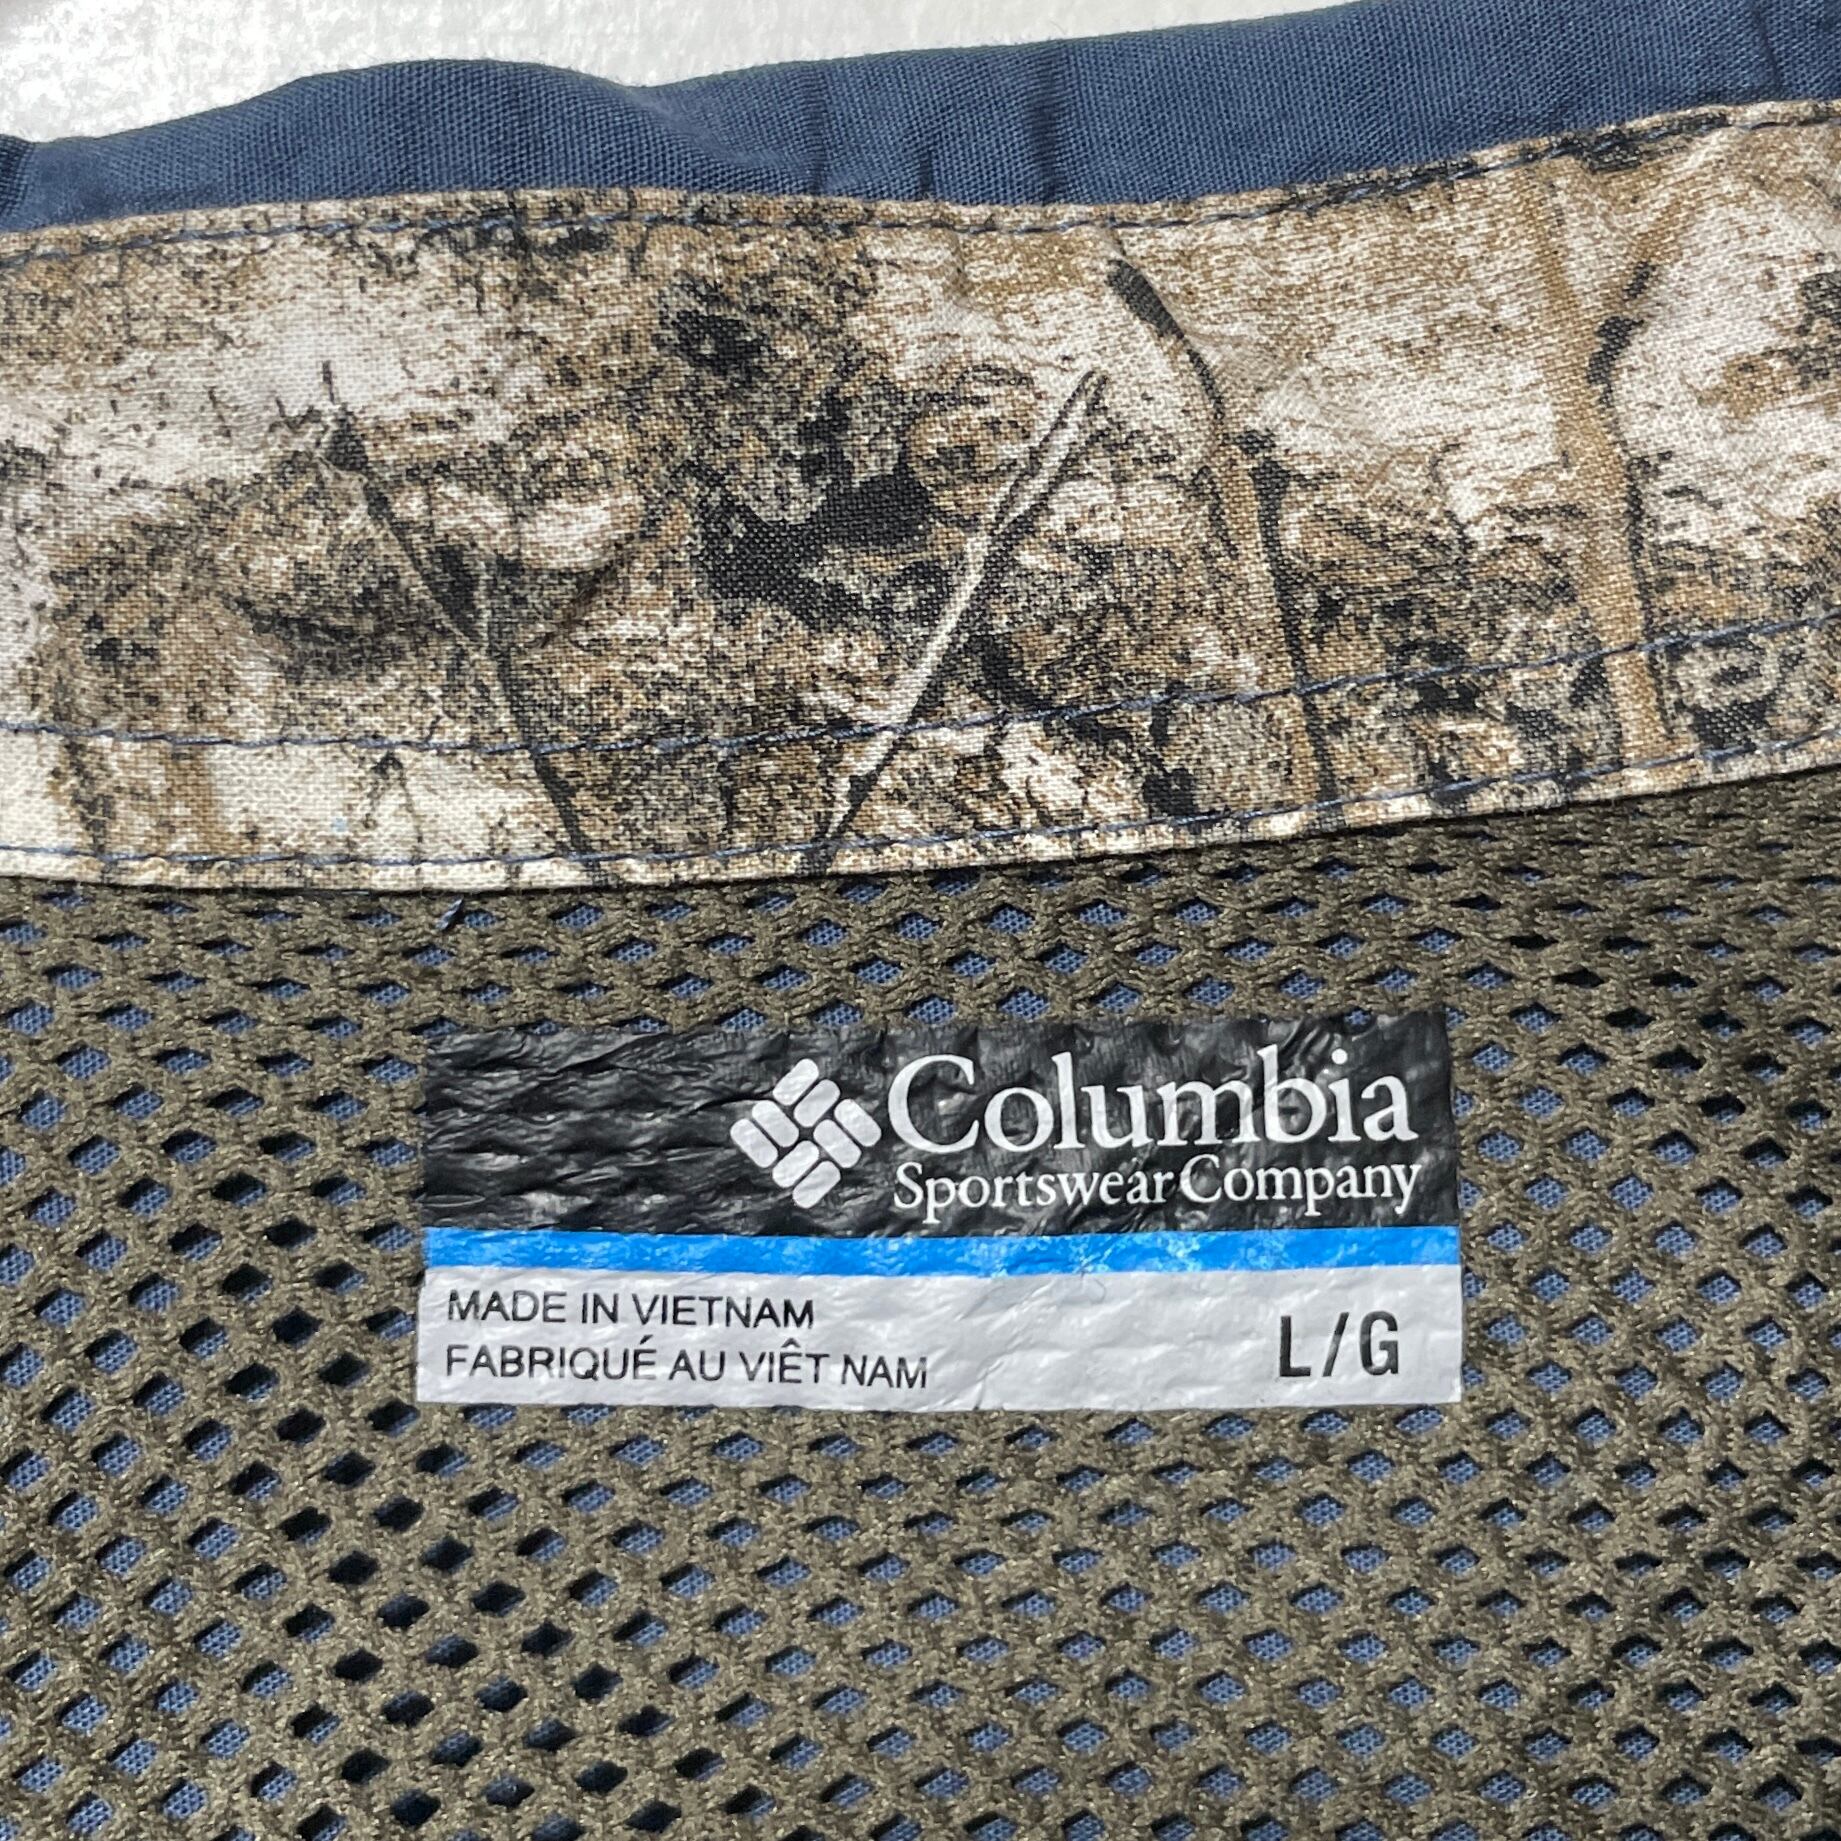 Columbia
Sportswear Company
MADE IN VIETNAM
FABRIQUÉ AU VIÊT NAM
L/G